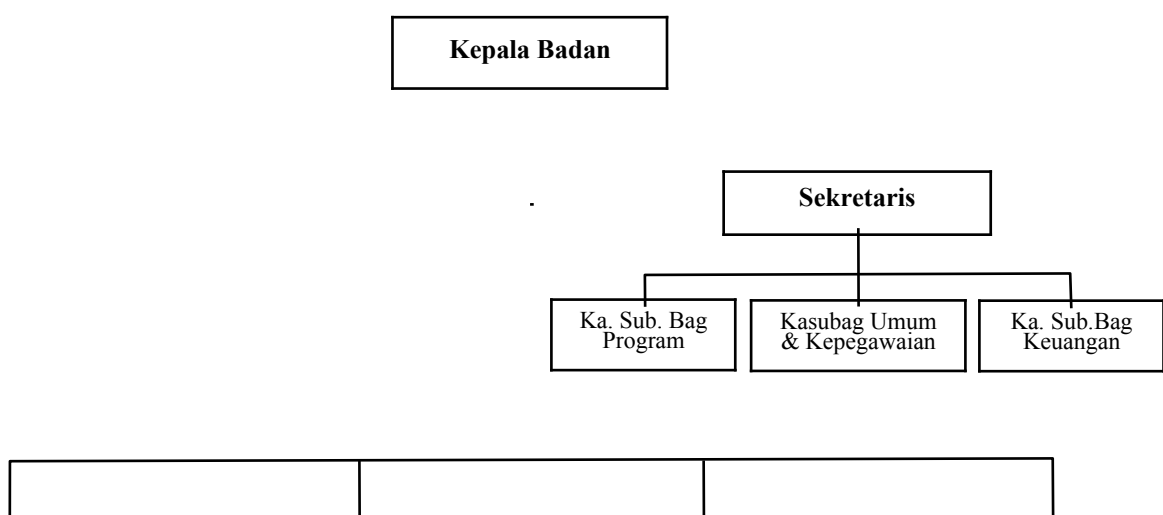 Kepala Badan
Sekretaris
Ka. Sub. Bag
Program
Kasubag Umum
& Kepegawaian
Ka. Sub.Bag
Keuangan